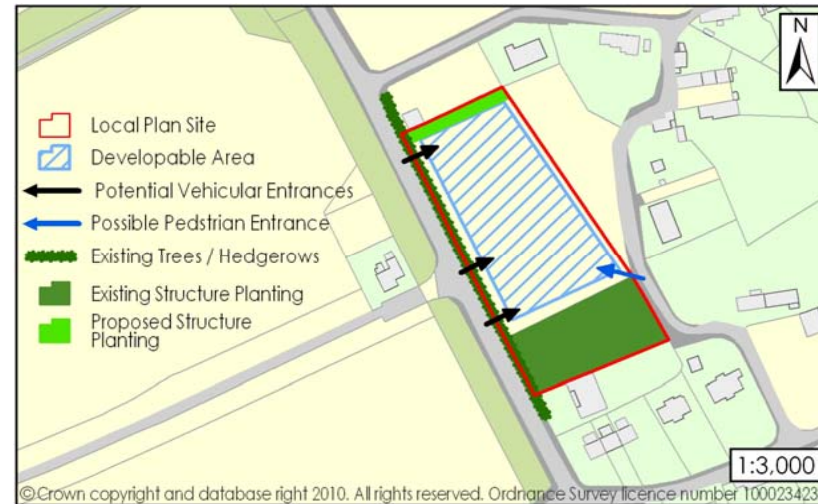 N
Local Plan Site
Developable Area
Potential Vehicular Entrances
Possible Pedstrian Entrance
Existing Trees / Hedgerows
Existing Structure Planting
Proposed Structure
Planting
1:3,000
©Crown copyright and database right 2010. All rights reserved. Ordnance Survey licence number 100023423